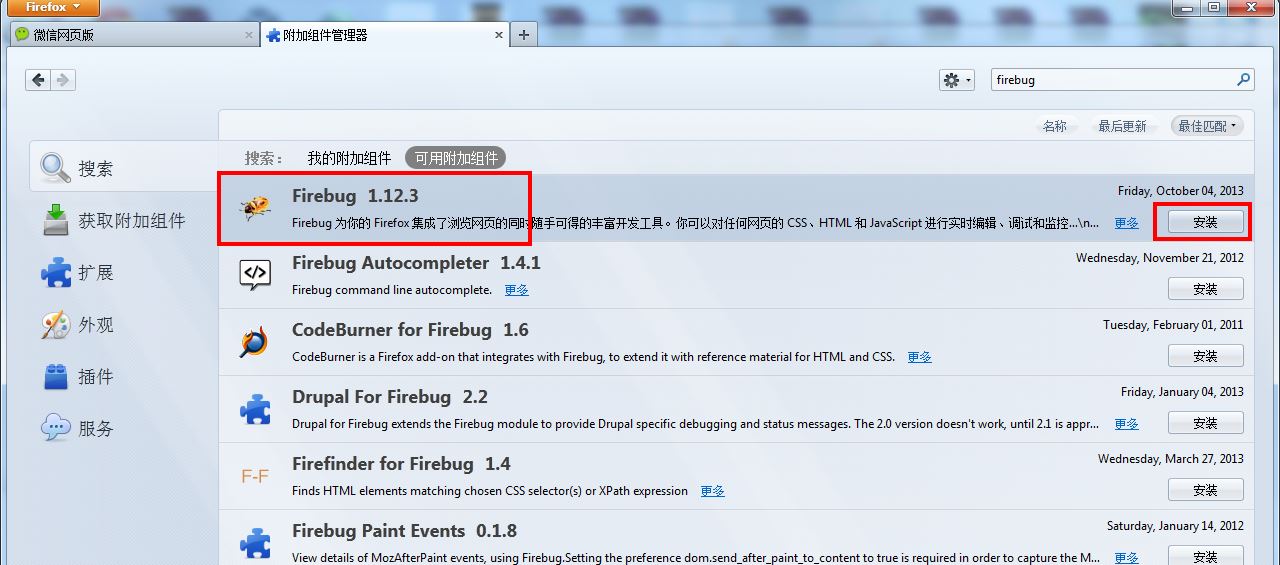 Firefox
微信网页版
附加组件管理器
firebug
名称 最后更新 最佳匹配
搜索
获取附加组件
扩展
外观
插件
服务
搜索： 我的附加组件 可用附加组件
Firebug 1.12.3 Friday, October 04, 2013
Firebug 为你的 Firefox 集成了浏览网页的同时随手可得的丰富开发工具。你可以对任何网页的 CSS、HTML 和 JavaScript 进行实时编辑、调试和监控...\n... 更多 安装
Firebug Autocompleter 1.4.1 Wednesday, November 21, 2012
Firebug command line autocomplete. 更多 安装
CodeBurner for Firebug 1.6 Tuesday, February 01, 2011
CodeBurner is a Firefox add-on that integrates with Firebug, to extend it with reference material for HTML and CSS. 更多 安装
Drupal For Firebug 2.2 Friday, January 04, 2013
Drupal for Firebug extends the Firebug module to provide Drupal specific debugging and status messages. The 2.0 version doesn't work, until 2.1 is appr... 更多 安装
F-F
Firefinder for Firebug 1.4 Wednesday, March 27, 2013
Finds HTML elements matching chosen CSS selector(s) or XPath expression 更多 安装
Firebug Paint Events 0.1.8 Saturday, January 14, 2012
View details of MozAfterPaint events, using Firebug.Setting the preference dom.send_after_paint_to_content to true is required in order to capture the M... 更多 安装